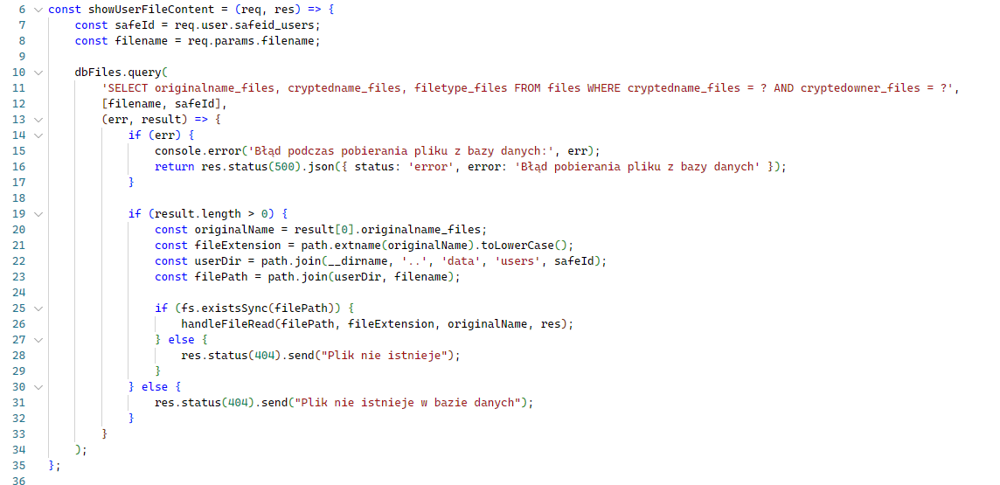 6 const showUserFileContent = (req, res) => {
7     const safeId = req.user.safeid_users;
8     const filename = req.params.filename;
9
10     dbFiles.query(
11         'SELECT originalname_files, cryptedname_files, filetype_files FROM files WHERE cryptedname_files = ? AND cryptedowner_files = ?',
12         [filename, safeId],
13         (err, result) => {
14             if (err) {
15                 console.error('Błąd podczas pobierania pliku z bazy danych:', err);
16                 return res.status(500).json({ status: 'error', error: 'Błąd pobierania pliku z bazy danych' });
17             }
18
19             if (result.length > 0) {
20                 const originalName = result[0].originalname_files;
21                 const fileExtension = path.extname(originalName).toLowerCase();
22                 const userDir = path.join(__dirname, '..', 'data', 'users', safeId);
23                 const filePath = path.join(userDir, filename);
24
25                 if (fs.existsSync(filePath)) {
26                     handleFileRead(filePath, fileExtension, originalName, res);
27                 } else {
28                     res.status(404).send("Plik nie istnieje");
29                 }
30             } else {
31                 res.status(404).send("Plik nie istnieje w bazie danych");
32             }
33         }
34     );
35 };
36